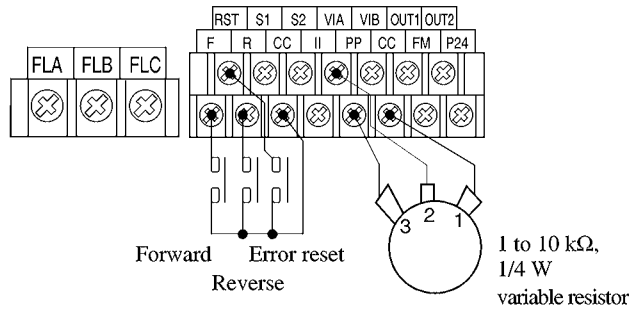 RST S1 S2 VIA VIB OUT1 OUT2
F R CC II PP CC FM P24
FLA FLB FLC
3 2 1
Forward Error reset
Reverse
1 to 10 kΩ,
1/4 W
variable resistor